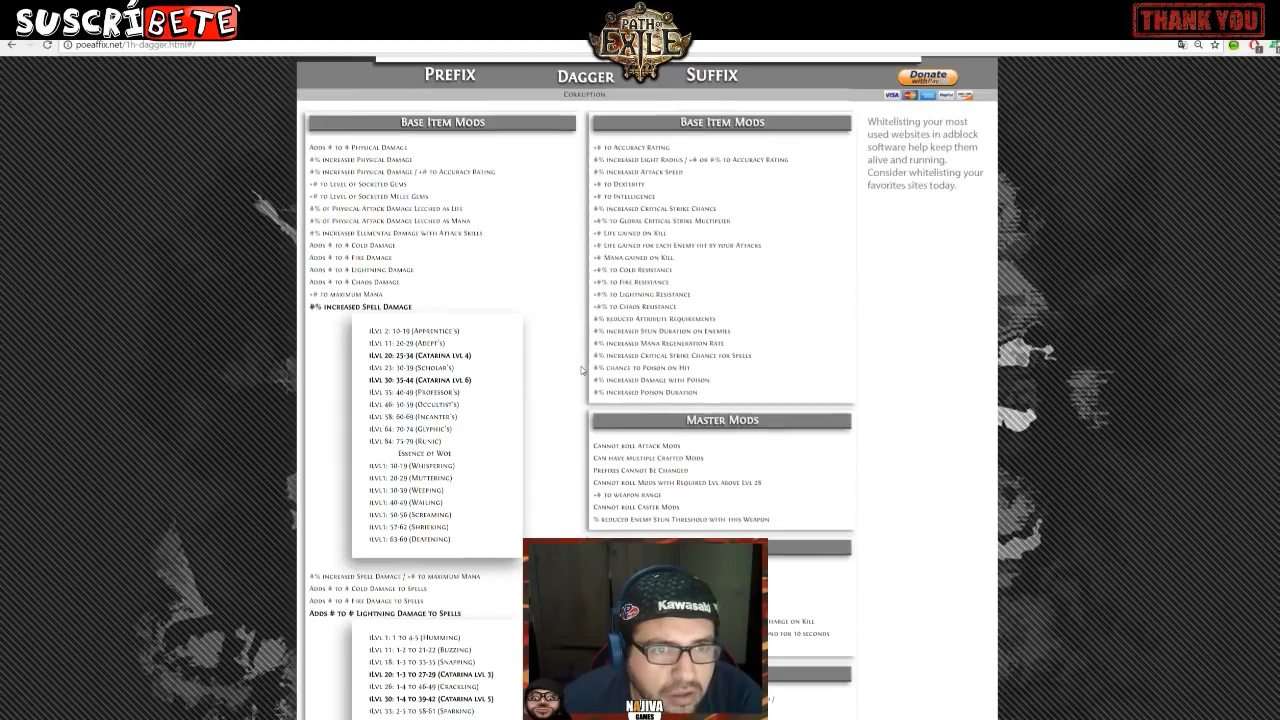 SUSCRÍBETE
PATH OF EXILE
THANK YOU
poeaffix.net/1h-dagger.html#/
Prefix
Dagger
Suffix
Corruption
Donate
with PayPal
VISA
Whitelisting your most
used websites in adblock
software help keep them
alive and running.
Consider whitelisting your
favorites sites today.
Base Item Mods
Adds # to # Physical Damage
#% increased Physical Damage
#% increased Physical Damage / +# to Accuracy Rating
+# to Level of Socketed Gems
+# to Level of Socketed Melee Gems
#% of Physical Attack Damage Leeched as Life
#% of Physical Attack Damage Leeched as Mana
#% increased Elemental Damage with Attack Skills
Adds # to # Cold Damage
Adds # to # Fire Damage
Adds # to # Lightning Damage
Adds # to # Chaos Damage
+# to maximum Mana
#% increased Spell Damage
iLvl 2: 10-19 (Apprentice's)
iLvl 11: 20-29 (Adept's)
iLvl 20: 25-34 (Catarina lvl 4)
iLvl 23: 30-39 (Scholar's)
iLvl 30: 35-44 (Catarina lvl 6)
iLvl 35: 40-49 (Professor's)
iLvl 46: 50-59 (Occultist's)
iLvl 58: 60-69 (Incanter's)
iLvl 64: 70-74 (Glyphic's)
iLvl 84: 75-79 (Runic)
Essence of Woe
iLvl1: 10-19 (Whispering)
iLvl1: 20-29 (Muttering)
iLvl1: 30-39 (Weeping)
iLvl1: 40-49 (Wailing)
iLvl1: 50-56 (Screaming)
iLvl1: 57-62 (Shrieking)
iLvl1: 63-69 (Deafening)
#% increased Spell Damage / +# to maximum Mana
Adds # to # Cold Damage to Spells
Adds # to # Fire Damage to Spells
Adds # to # Lightning Damage to Spells
iLvl 1: 1 to 4-5 (Humming)
iLvl 11: 1-2 to 21-22 (Buzzing)
iLvl 18: 1-3 to 33-35 (Snapping)
iLvl 20: 1-3 to 27-29 (Catarina lvl 3)
iLvl 26: 1-4 to 46-49 (Crackling)
iLvl 30: 1-4 to 39-42 (Catarina lvl 5)
iLvl 33: 2-5 to 58-61 (Sparking)
Base Item Mods
+# to Accuracy Rating
#% increased Light Radius / +# or #% to Accuracy Rating
#% increased Attack Speed
+# to Dexterity
+# to Intelligence
#% increased Critical Strike Chance
+#% to Global Critical Strike Multiplier
+# Life gained on Kill
+# Life gained for each Enemy hit by your Attacks
+# Mana gained on Kill
+#% to Cold Resistance
+#% to Fire Resistance
+#% to Lightning Resistance
+#% to Chaos Resistance
#% reduced Attribute Requirements
#% increased Stun Duration on Enemies
#% increased Mana Regeneration Rate
#% increased Critical Strike Chance for Spells
#% chance to Poison on Hit
#% increased Damage with Poison
#% increased Poison Duration
Master Mods
Cannot roll Attack Mods
Can have multiple Crafted Mods
Prefixes Cannot Be Changed
Cannot roll Mods with Required Lvl above Lvl 28
+# to weapon range
Cannot roll Caster Mods
% reduced Enemy Stun Threshold with this Weapon
harge on Kill
nd for 10 seconds
Kawasaki
NAJIVA
GAMES